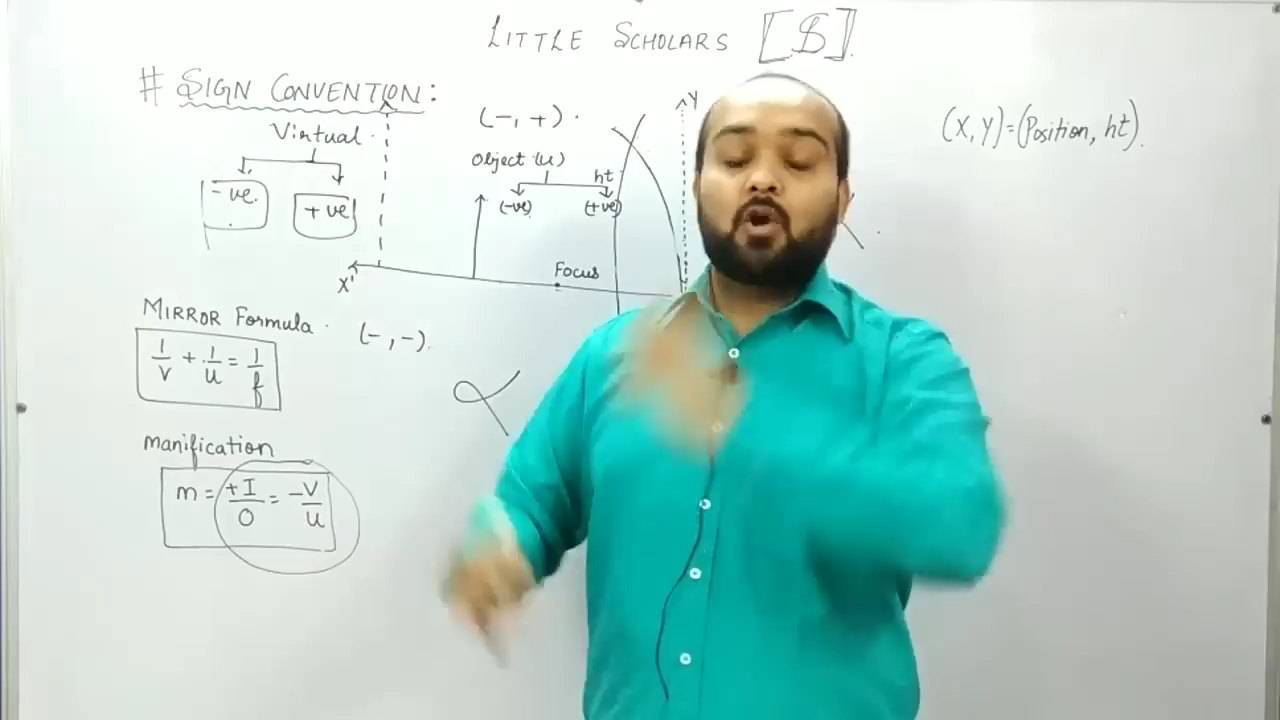 LITTLE SCHOLARS [S]
# SIGN CONVENTION:
Virtual.
-ve. +ve
(-,+).
Object (u)
ht
(-ve) (+ve)
Y
(X,Y)=(Position, ht).
X'
Focus
MIRROR Formula.
(-,-).
1/v + 1/u = 1/f
manification
m = +I/O = -V/u